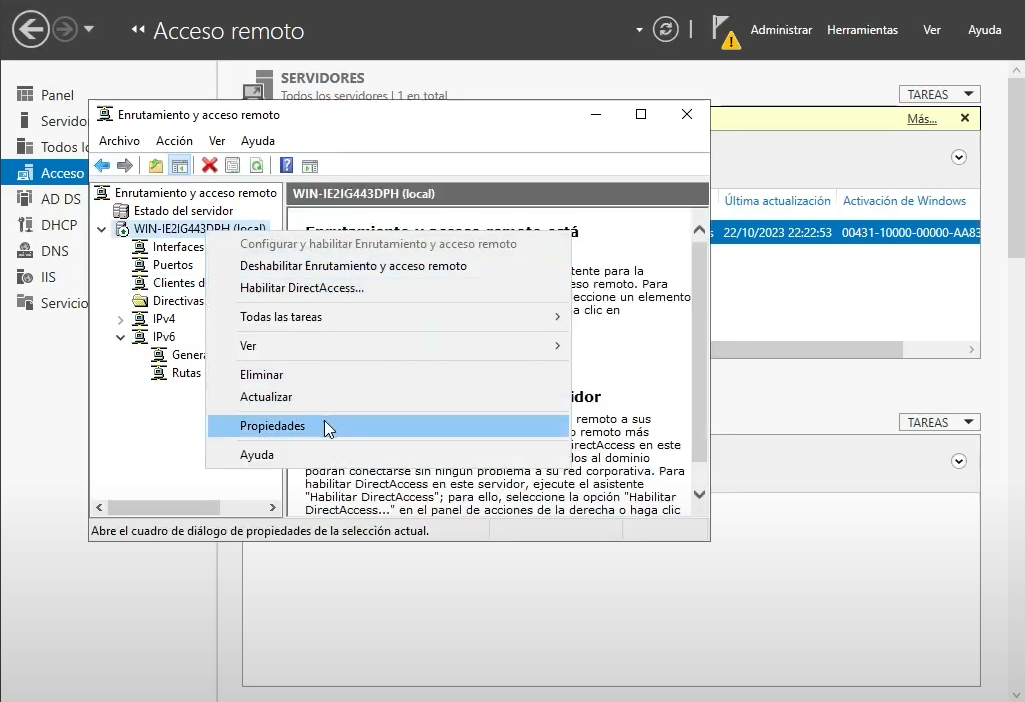 Acceso remoto
Administrar
Herramientas
Ver
Ayuda
Panel
Servido
Todos lo
Acceso
AD DS
DHCP
DNS
IIS
Servicio
SERVIDORES
Todos los servidores | 1 en total
TAREAS
Más...
Última actualización
Activación de Windows
s 22/10/2023 22:22:53 00431-10000-00000-AA83
TAREAS
Enrutamiento y acceso remoto
Archivo Acción Ver Ayuda
Enrutamiento y acceso remoto
Estado del servidor
WIN-IE2IG443DPH (local)
Interfaces
Puertos
Clientes d
Directivas
IPv4
IPv6
Genera
Rutas
WIN-IE2IG443DPH (local)
Enrutamiento y acceso remoto está
tente para la
eso remoto. Para
eccione un elemento
a clic en
idor
remoto a sus
o remoto más
irectAccess en este
los al dominio
podrán conectarse sin ningún problema a su red corporativa. Para
habilitar DirectAccess en este servidor, ejecute el asistente
"Habilitar DirectAccess"; para ello, seleccione la opción "Habilitar
DirectAccess..." en el panel de acciones de la derecha o haga clic
Configurar y habilitar Enrutamiento y acceso remoto
Deshabilitar Enrutamiento y acceso remoto
Habilitar DirectAccess...
Todas las tareas
Ver
Eliminar
Actualizar
Propiedades
Ayuda
Abre el cuadro de diálogo de propiedades de la selección actual.